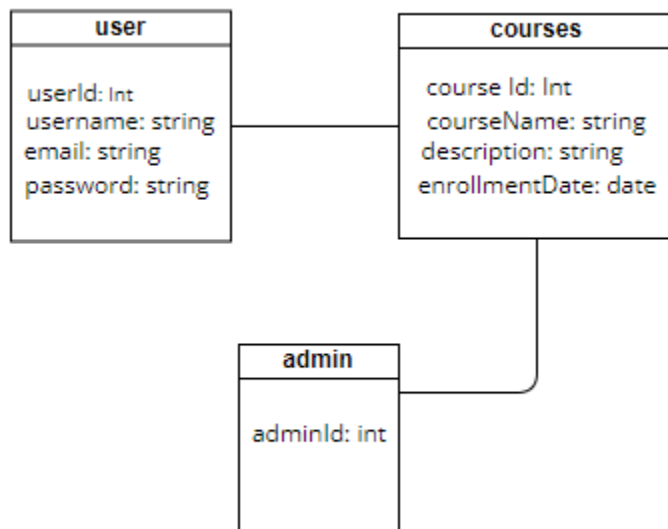 user
userId: Int
username: string
email: string
password: string
courses
course Id: Int
courseName: string
description: string
enrollmentDate: date
admin
adminId: int